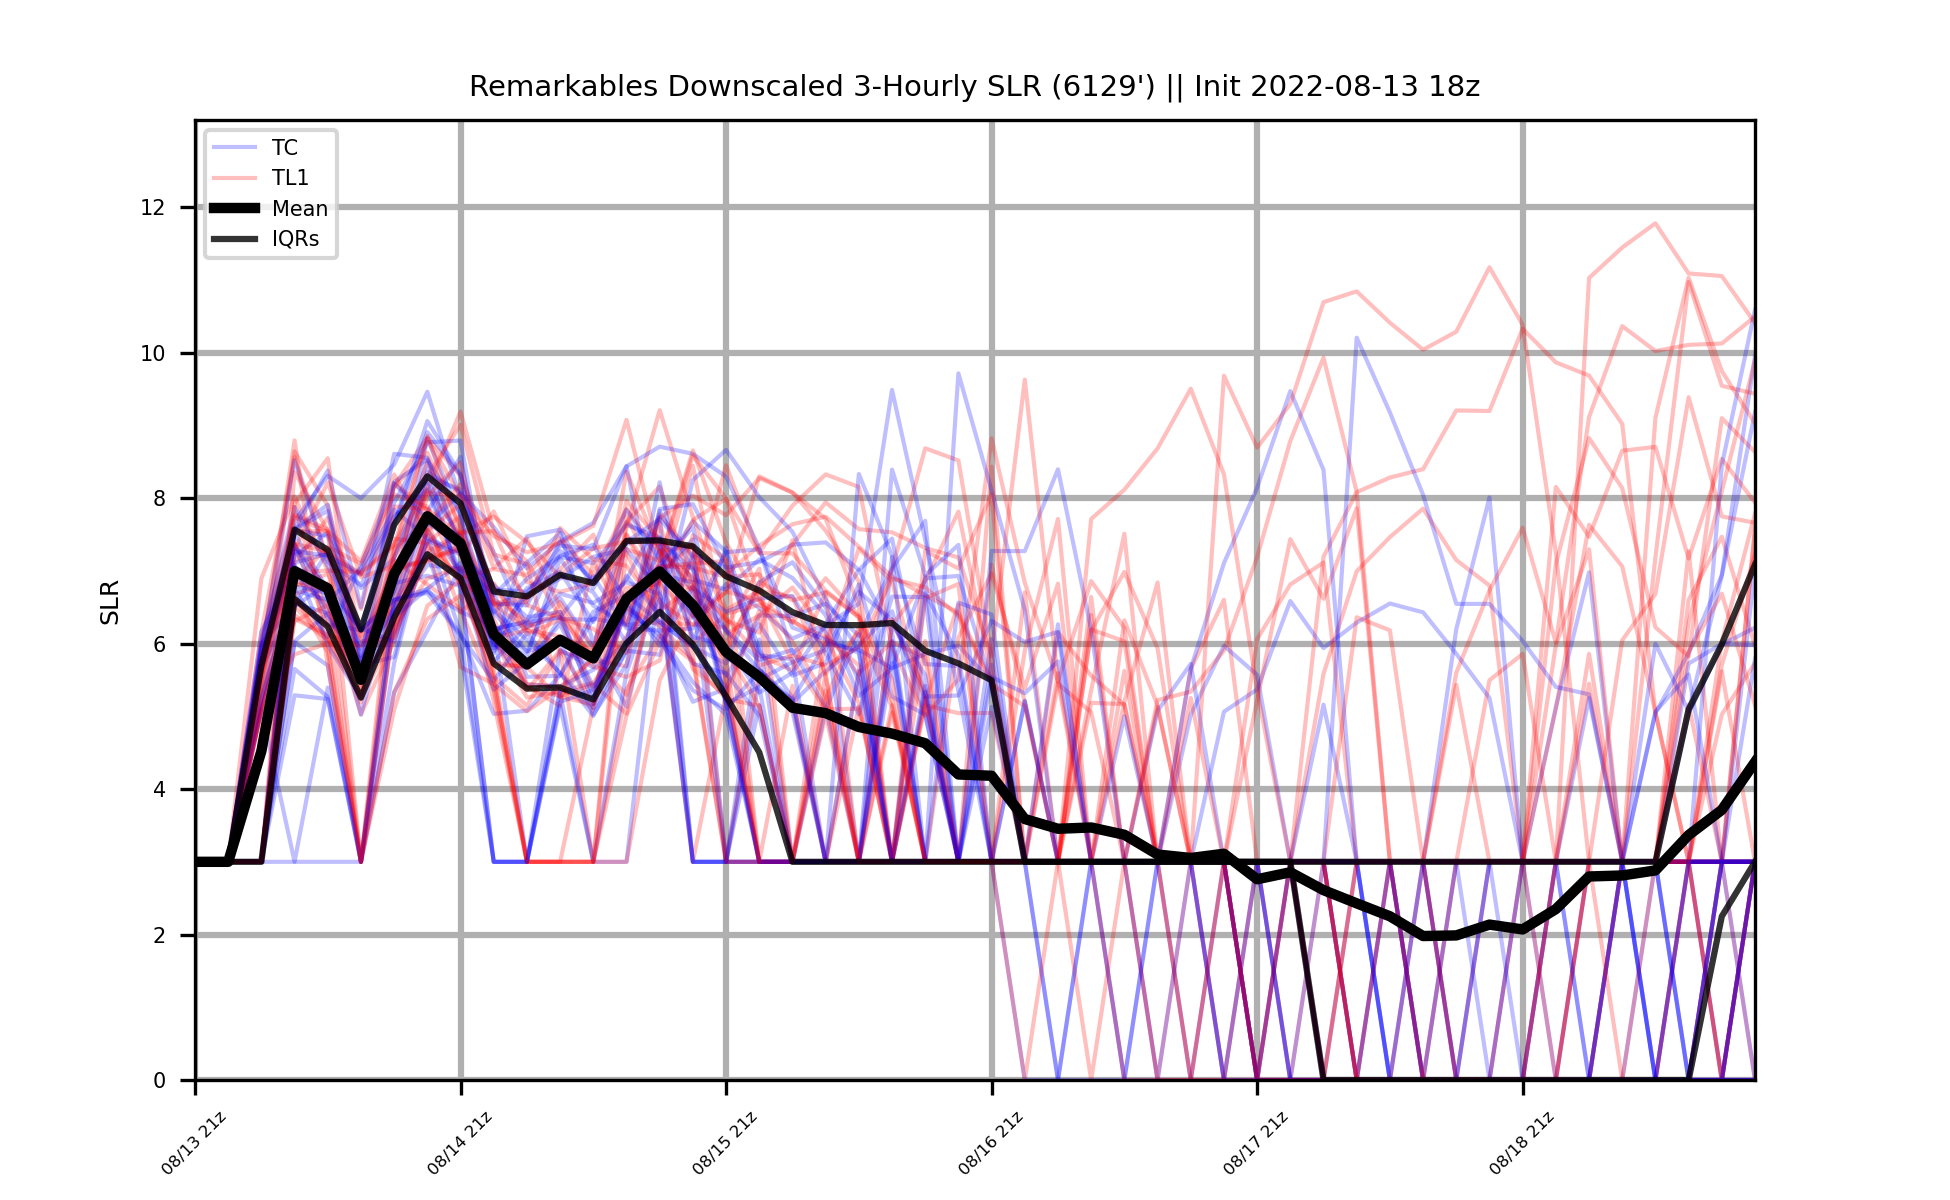 Remarkables Downscaled 3-Hourly SLR (6129') || Init 2022-08-13 18z
TC
TL1
Mean
IQRs
SLR
12
10
8
6
4
2
0
08/13 21z
08/14 21z
08/15 21z
08/16 21z
08/17 21z
08/18 21z